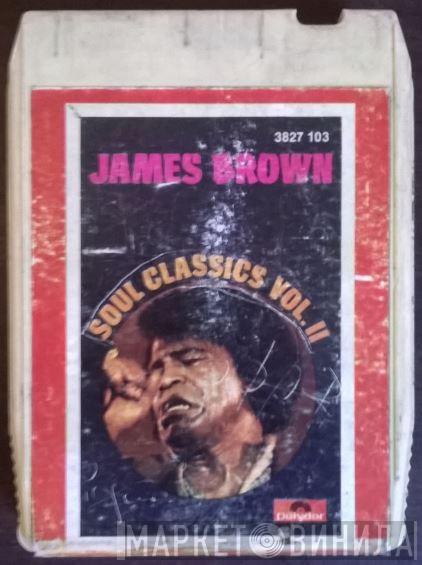 3827 103
JAMES BROWN
SOUL CLASSICS VOL. II
Polydor
МАРКЕТ ВИНИЛА